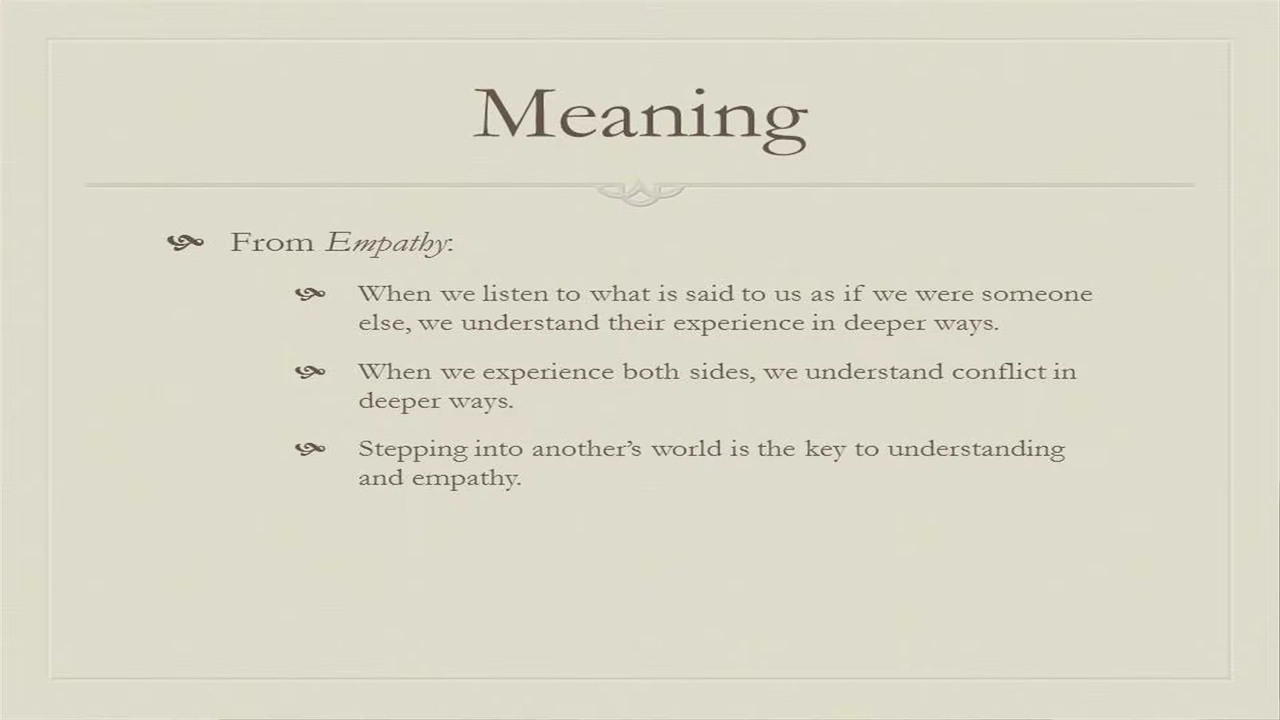 Meaning
From Empathy:
When we listen to what is said to us as if we were someone
else, we understand their experience in deeper ways.
When we experience both sides, we understand conflict in
deeper ways.
Stepping into another’s world is the key to understanding
and empathy.